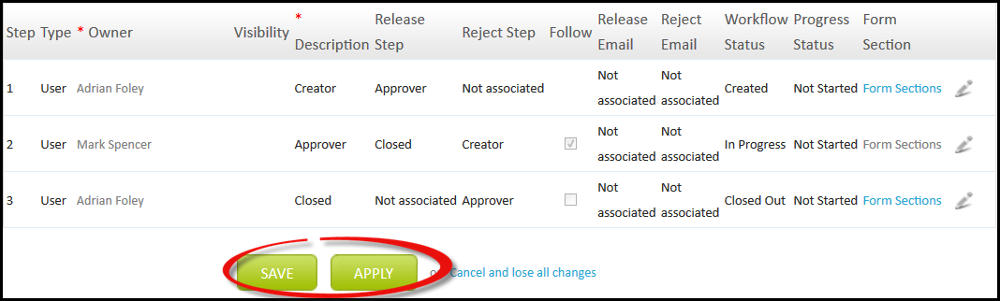 Step Type * Owner Visibility * Description Release Step Reject Step Follow Release Email Reject Email Workflow Status Progress Status Form Section
1 User Adrian Foley Creator Approver Not associated Not associated Not associated Created Not Started Form Sections
2 User Mark Spencer Approver Closed Creator Not associated Not associated In Progress Not Started Form Sections
3 User Adrian Foley Closed Not associated Approver Not associated Not associated Closed Out Not Started Form Sections
SAVE APPLY Cancel and lose all changes